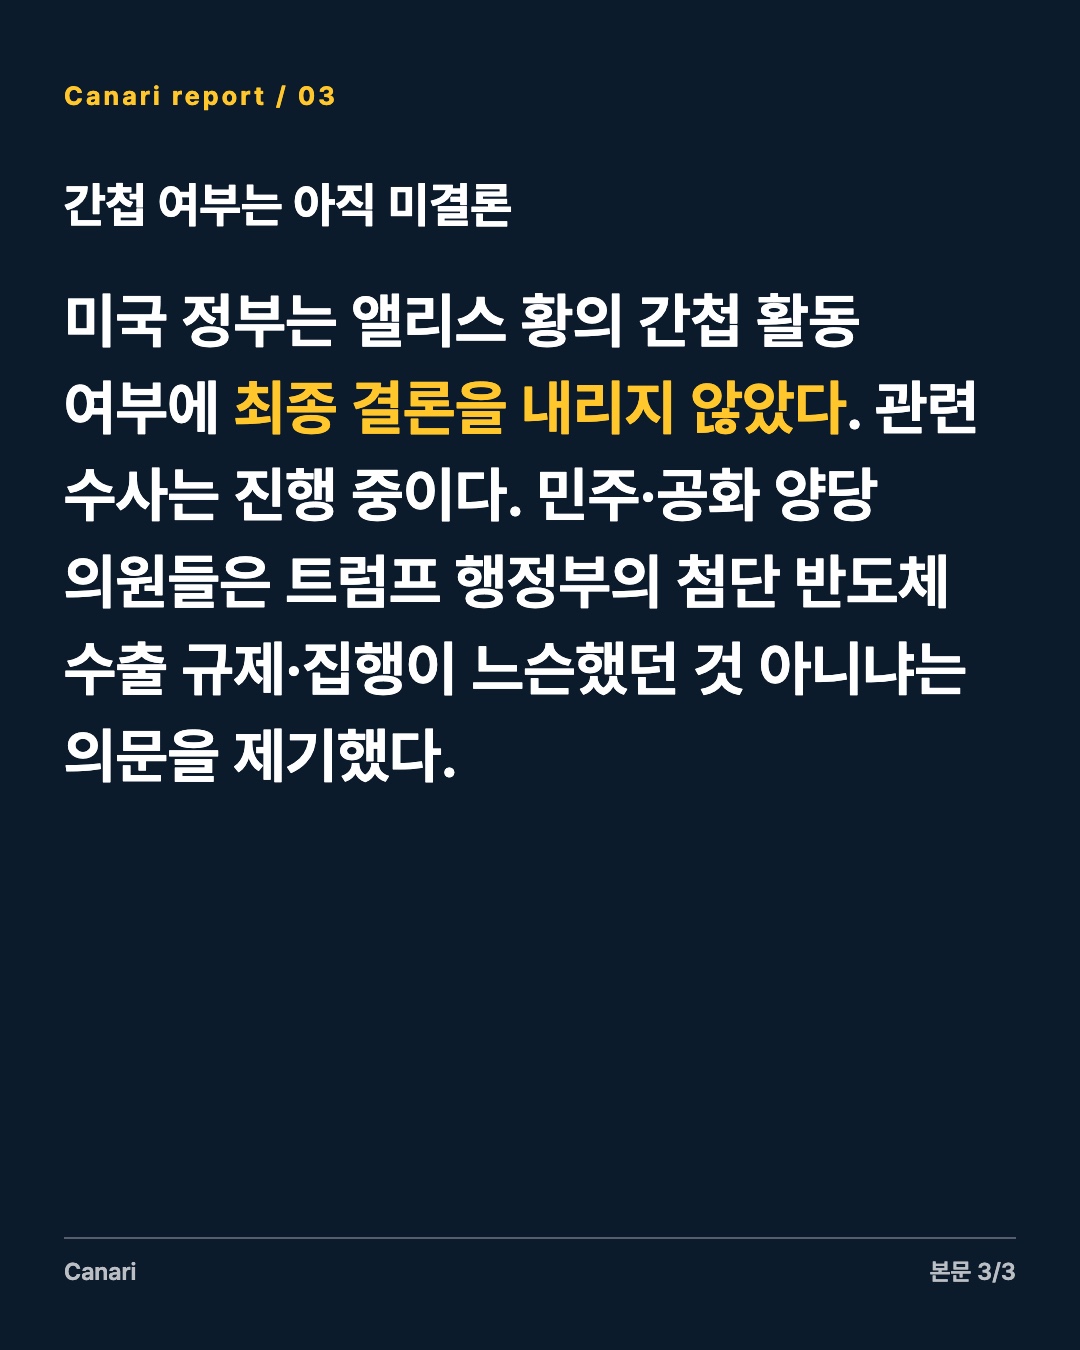 Canari report / 03
간첩 여부는 아직 미결론
미국 정부는 앨리스 황의 간첩 활동
여부에 최종 결론을 내리지 않았다. 관련
수사는 진행 중이다. 민주·공화 양당
의원들은 트럼프 행정부의 첨단 반도체
수출 규제·집행이 느슨했던 것 아니냐는
의문을 제기했다.
Canari
본문 3/3